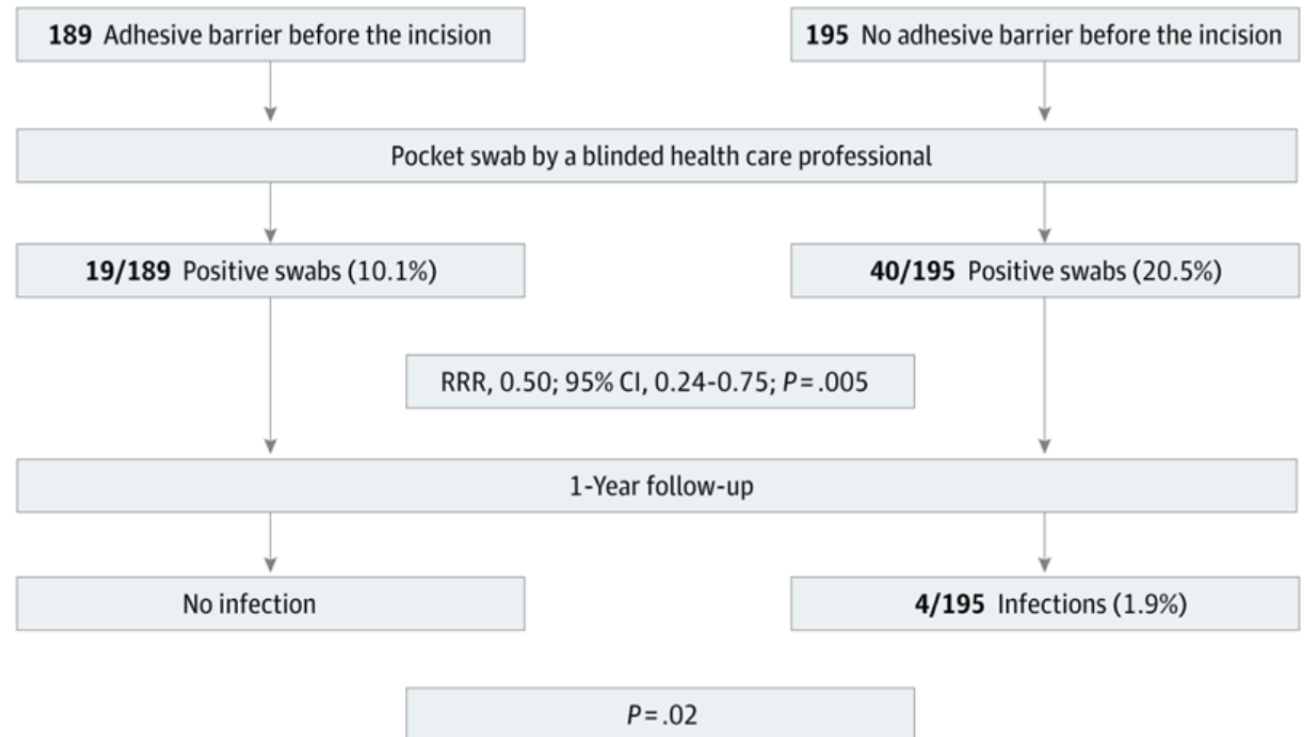 189 Adhesive barrier before the incision
195 No adhesive barrier before the incision
Pocket swab by a blinded health care professional
19/189 Positive swabs (10.1%)
40/195 Positive swabs (20.5%)
RRR, 0.50; 95% CI, 0.24-0.75; P = .005
1-Year follow-up
No infection
4/195 Infections (1.9%)
P = .02